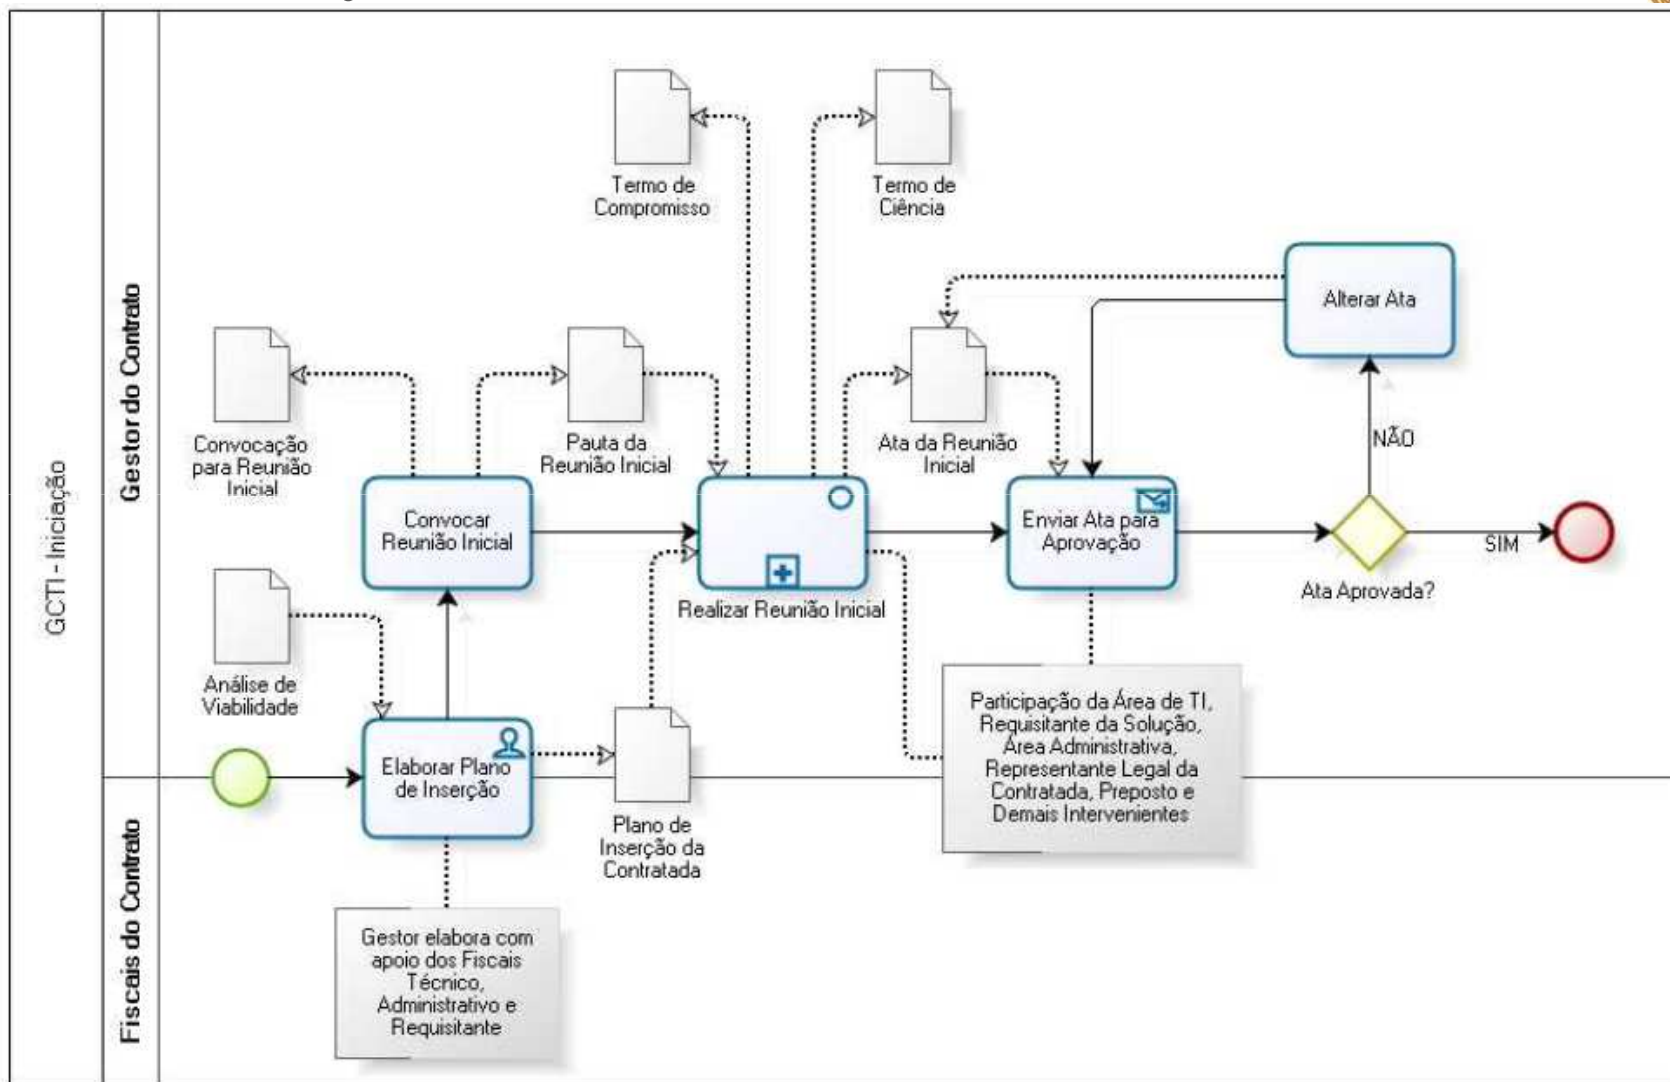 GCTI - Iniciação
Gestor do Contrato
Fiscais do Contrato
Termo de
Compromisso
Termo de
Ciência
Alterar Ata
Convocação
para Reunião
Inicial
Pauta da
Reunião Inicial
Ata da Reunião
Inicial
NÃO
Convocar
Reunião Inicial
Realizar Reunião Inicial
Enviar Ata para
Aprovação
SIM
Ata Aprovada?
Análise de
Viabilidade
Elaborar Plano
de Inserção
Plano de
Inserção da
Contratada
Participação da Área de TI,
Requisitante da Solução,
Área Administrativa,
Representante Legal da
Contratada, Preposto e
Demais Intervenientes
Gestor elabora com
apoio dos Fiscais
Técnico,
Administrativo e
Requisitante